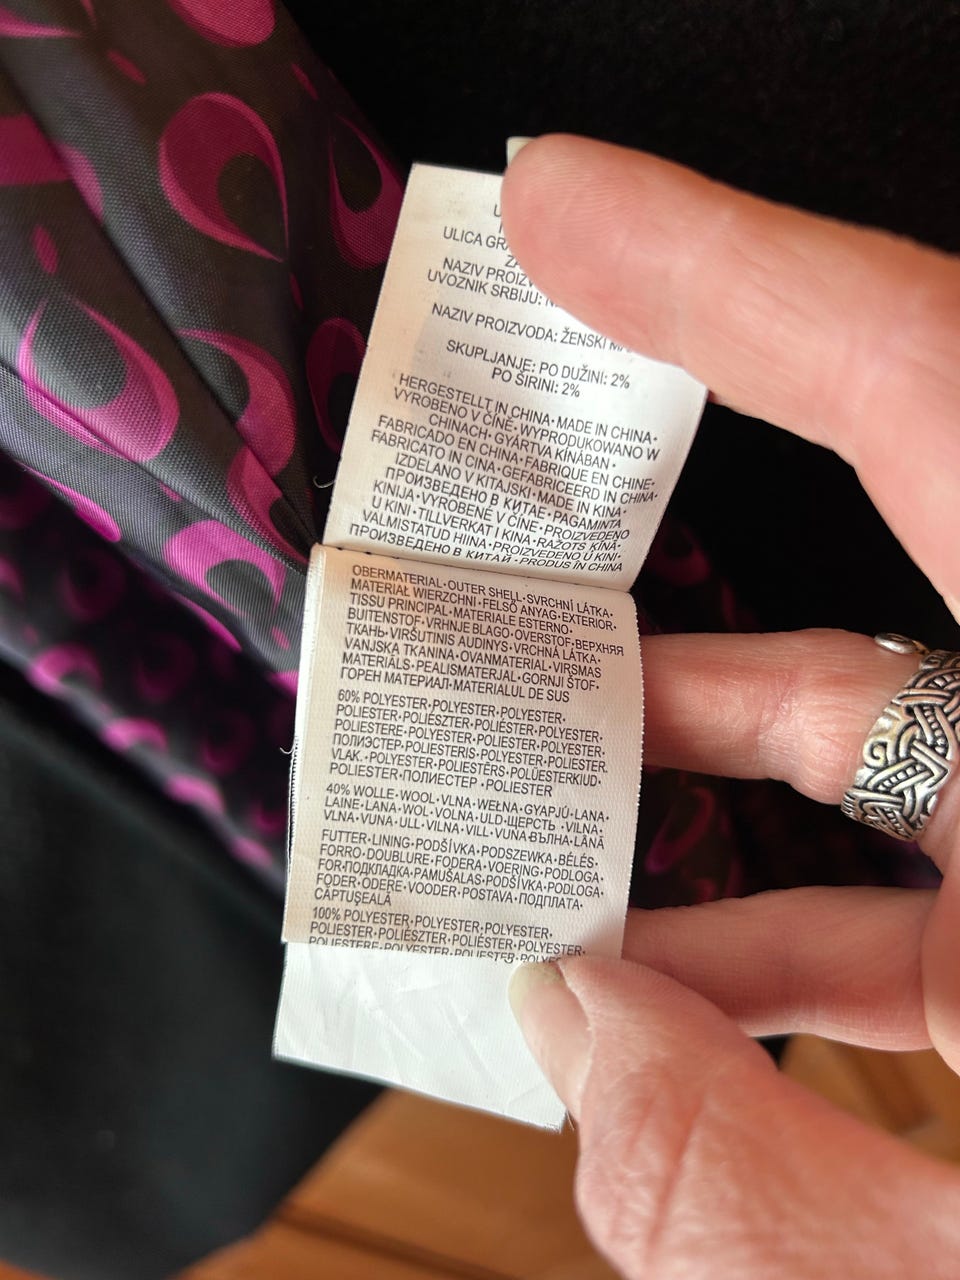 ULICA
NAZIV
UVOZNIK SRBIJU:
NAZIV PROIZVODA: ŽENSKI
SKUPLJANJE: PO DUŽINI: 2%
PO ŠIRINI: 2%
HERGESTELLT IN CHINA • MADE IN CHINA •
VYROBENO V ČÍNE • WYPRODUKOWANO W
CHINACH • GYÁRTVA KÍNÁBAN •
FABRICADO EN CHINA • FABRIQUE EN CHINE •
FABRICATO IN CINA • GEFABRICEERD IN CHINA •
IZDELANO V KITAJSKI • MADE IN KINA •
ПРОИЗВЕДЕНО В КИТАЕ • PAGAMINTA
KINIJA • VYROBENÉ V ČÍNE • PROIZVEDENO
U KINI • TILLVERKAT I KINA • RAŽOTS ĶĪNĀ •
VALMISTATUD HIINA • PROIZVEDENO U KINI •
ПРОИЗВЕДЕНО В КИТАЙ • PRODUS ÎN CHINA
OBERMATERIAL • OUTER SHELL • SVRCHNÍ LÁTKA •
MATERIAŁ WIERZCHNI • FELSŐ ANYAG • EXTERIOR •
TISSU PRINCIPAL • MATERIALE ESTERNO •
BUITENSTOF • VRHNJE BLAGO • OVERSTOF • ВЕРХНЯЯ
ТКАНЬ • VIRŠUTINIS AUDINYS • VRCHNÁ LÁTKA •
VANJSKA TKANINA • OVANMATERIAL • VIRSMAS
MATERIĀLS • PEALISMATERJAL • GORNJI ŠTOF •
ГОРЕН МАТЕРИАЛ • MATERIALUL DE SUS
60% POLYESTER • POLYESTER • POLYESTER •
POLIESTER • POLIÉSZTER • POLIÉSTER • POLYESTER •
POLIESTERE • POLYESTER • POLIESTER • POLYESTER •
ПОЛИЭСТЕР • POLIESTERIS • POLYESTER • POLIESTER.
VLAK. • POLYESTER • POLIESTERS • POLÜESTERKIUD •
POLIESTER • ПОЛИЕСТЕР • POLIESTER
40% WOLLE • WOOL • VLNA • WEŁNA • GYAPJÚ • LANA •
LAINE • LANA • WOL • VOLNA • ULD • ШЕРСТЬ • VILNA •
VLNA • VUNA • ULL • VILNA • VILL • VUNA • ВЪЛНА • LÂNĂ
FUTTER • LINING • PODŠÍVKA • PODSZEWKA • BÉLÉS •
FORRO • DOUBLURE • FODERA • VOERING • PODLOGA •
FOR • ПОДКЛАДКА • PAMUŠALAS • PODŠÍVKA • PODLOGA •
FODER • ODERE • VOODER • POSTAVA • ПОДПЛАТА •
CĂPTUŞEALĂ
100% POLYESTER • POLYESTER • POLYESTER •
POLIESTER • POLIÉSZTER • POLIÉSTER • POLYESTER •
POLIESTERE • POLYESTER • POLIESTER •